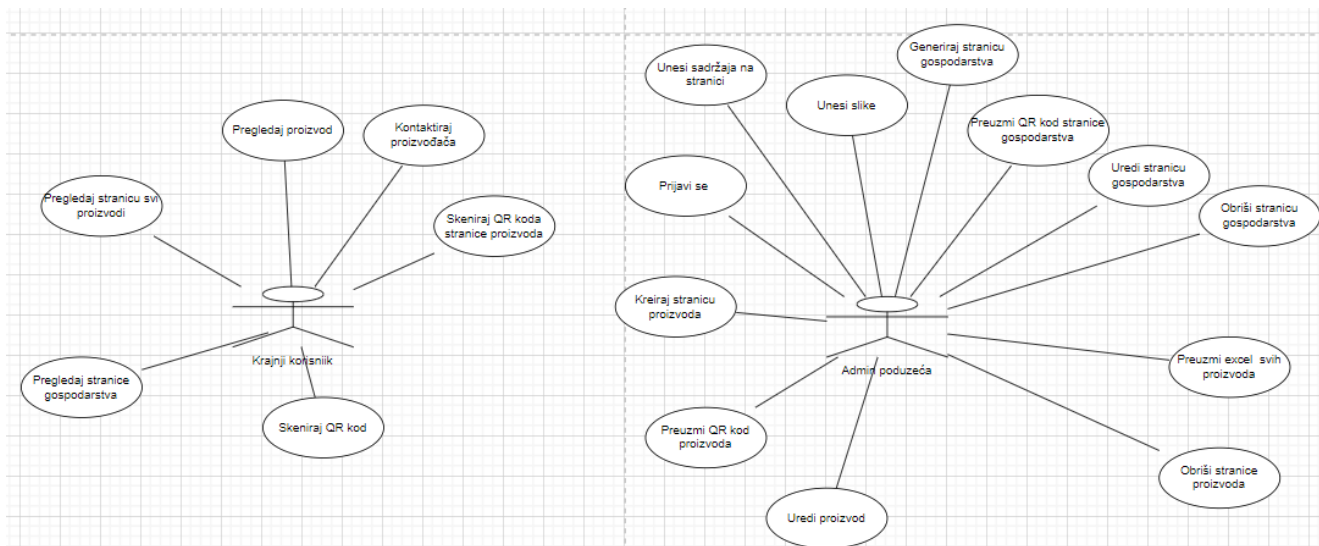 Pregledaj proizvod
Kontaktiraj
proizvođača
Pregledaj stranicu svi
proizvodi
Skeniraj QR koda
stranice proizvoda
Krajnji korisniik
Pregledaj stranice
gospodarstva
Skeniraj QR kod
Generiraj stranicu
gospodarstva
Unesi sadržaja na
stranici
Unesi slike
Preuzmi QR kod stranice
gospodarstva
Prijavi se
Uredi stranicu
gospodarstva
Obriši stranicu
gospodarstva
Kreiraj stranicu
proizvoda
Admin poduzeća
Preuzmi excel svih
proizvoda
Preuzmi QR kod
proizvoda
Obriši stranice
proizvoda
Uredi proizvod